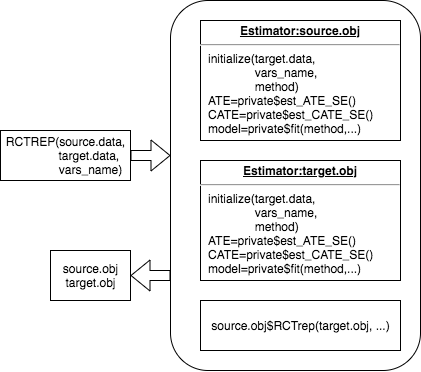 RCTREP(source.data,
target.data,
vars_name)
Estimator:source.obj
initialize(target.data,
vars_name,
method)
ATE=private$est_ATE_SE()
CATE=private$est_CATE_SE()
model=private$fit(method,...)
Estimator:target.obj
initialize(target.data,
vars_name,
method)
ATE=private$est_ATE_SE()
CATE=private$est_CATE_SE()
model=private$fit(method,...)
source.obj$RCTrep(target.obj, ...)
source.obj
target.obj